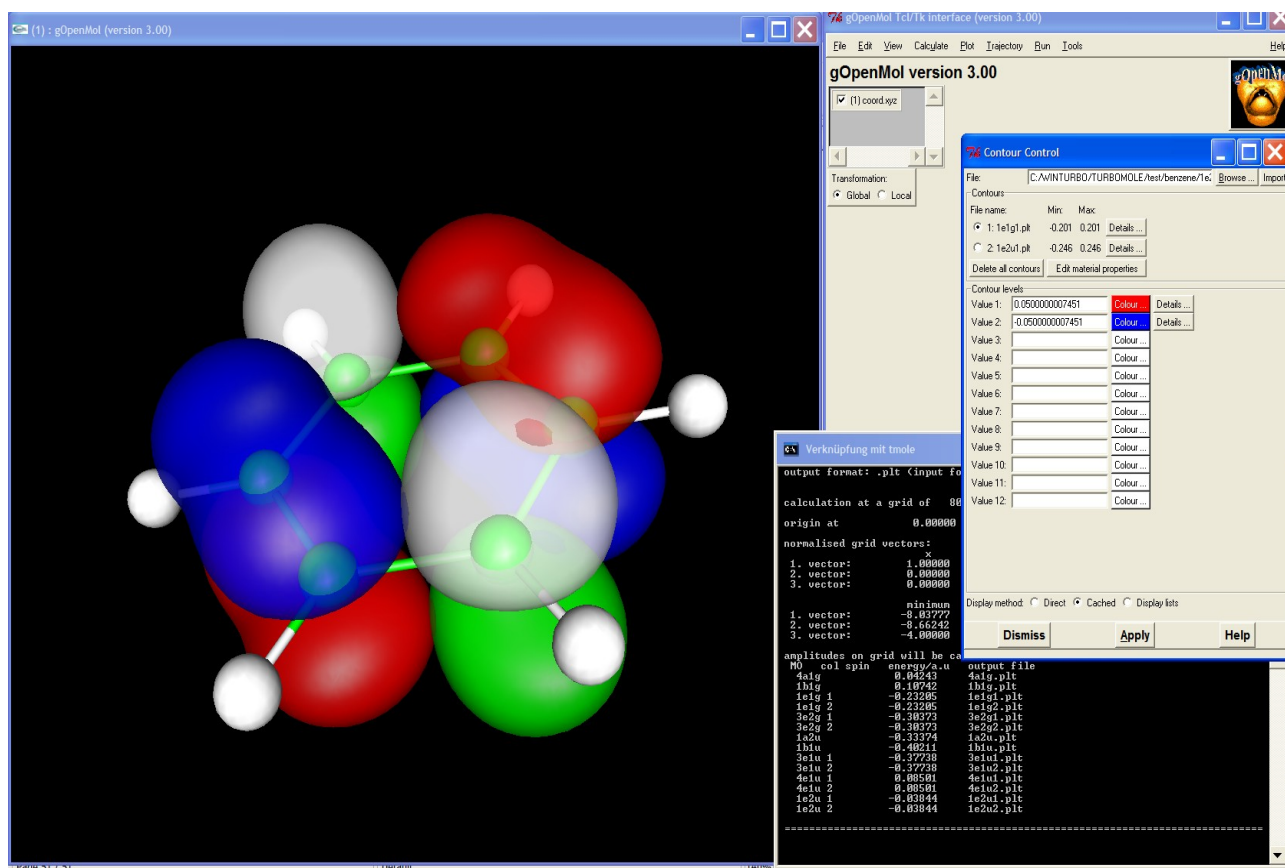 (1) : gOpenMol (version 3.00)
gOpenMol Tcl/Tk Interface (version 3.00)
File Edit View Calculate Plot Trajectory Run Tools Help
gOpenMol version 3.00
(1) coord.xyz
Transformation:
Global Local
Contour Control
File: C:/WINTURBO/TURBOMOLE/test/benzene/1e2 Browse ... Import
Contours
File name: Min: Max:
1: 1e1g1.plt -0.201 0.201 Details ...
2: 1e2u1.plt -0.246 0.246 Details ...
Delete all contours Edit material properties
Contour levels
Value 1: 0.0500000007451 Colour ... Details ...
Value 2: -0.0500000007451 Colour ... Details ...
Value 3: Colour ...
Value 4: Colour ...
Value 5: Colour ...
Value 6: Colour ...
Value 7: Colour ...
Value 8: Colour ...
Value 9: Colour ...
Value 10: Colour ...
Value 11: Colour ...
Value 12: Colour ...
Display method: Direct Cached Display lists
Dismiss Apply Help
Verknüpfung mit tmole
output format: .plt (input fo
calculation at a grid of 80
origin at 0.00000
normalised grid vectors:
x
1. vector: 1.00000
2. vector: 0.00000
3. vector: 0.00000
minimum
1. vector: -8.03777
2. vector: -8.66242
3. vector: -4.00000
amplitudes on grid will be ca
MO col spin energy/a.u output file
4a1g 0.04243 4a1g.plt
1b1g 0.10742 1b1g.plt
1e1g 1 -0.23205 1e1g1.plt
1e1g 2 -0.23205 1e1g2.plt
3e2g 1 -0.30373 3e2g1.plt
3e2g 2 -0.30373 3e2g2.plt
1a2u -0.33374 1a2u.plt
1b1u -0.40211 1b1u.plt
3e1u 1 -0.37738 3e1u1.plt
3e1u 2 -0.37738 3e1u2.plt
4e1u 1 0.08501 4e1u1.plt
4e1u 2 0.08501 4e1u2.plt
1e2u 1 -0.03844 1e2u1.plt
1e2u 2 -0.03844 1e2u2.plt